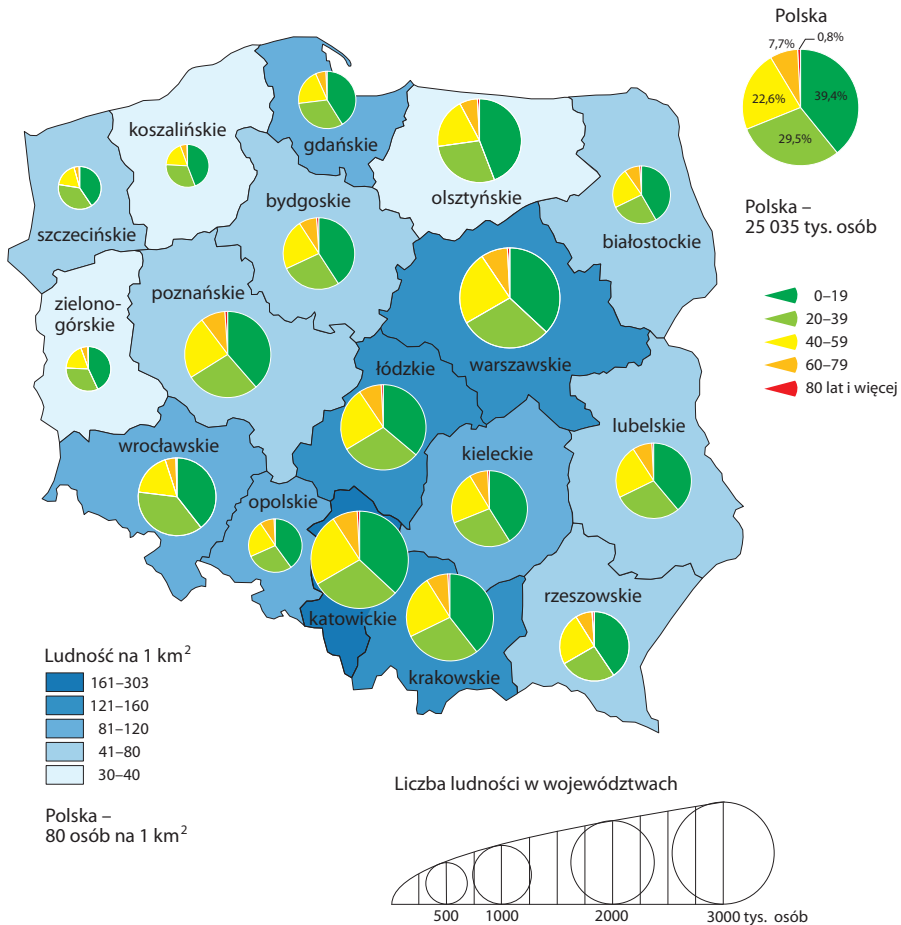 Polska
7,7%
0,8%
39,4%
22,6%
29,5%
Polska –
25 035 tys. osób
0–19
20–39
40–59
60–79
80 lat i więcej
koszalińskie
gdańskie
olsztyńskie
szczecińskie
bydgoskie
białostockie
zielono-
górskie
poznańskie
warszawskie
łódzkie
lubelskie
wrocławskie
kieleckie
opolskie
katowickie
rzeszowskie
krakowskie
Ludność na 1 km²
161–303
121–160
81–120
41–80
30–40
Polska –
80 osób na 1 km²
Liczba ludności w województwach
500
1000
2000
3000 tys. osób